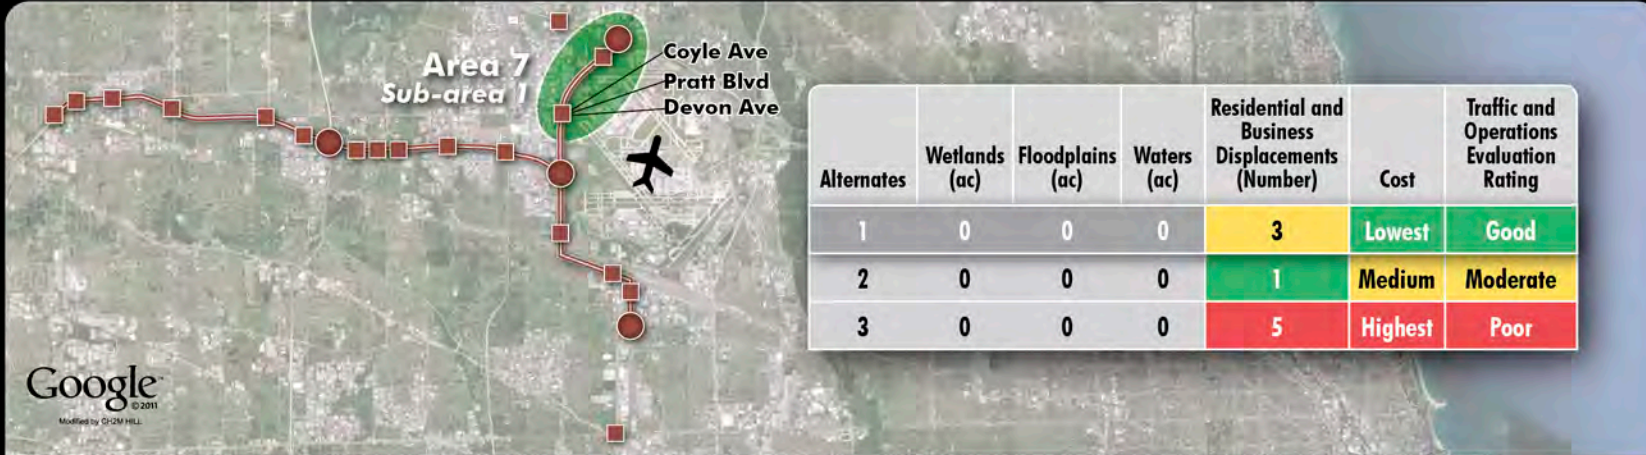 Area 7
Sub-area 1
Coyle Ave
Pratt Blvd
Devon Ave
Alternates
Wetlands
(ac)
Floodplains
(ac)
Waters
(ac)
Residential and
Business
Displacements
(Number)
Cost
Traffic and
Operations
Evaluation
Rating
1 0 0 0 3 Lowest Good
2 0 0 0 1 Medium Moderate
3 0 0 0 5 Highest Poor
Google
©2011
Modified by CH2M HILL